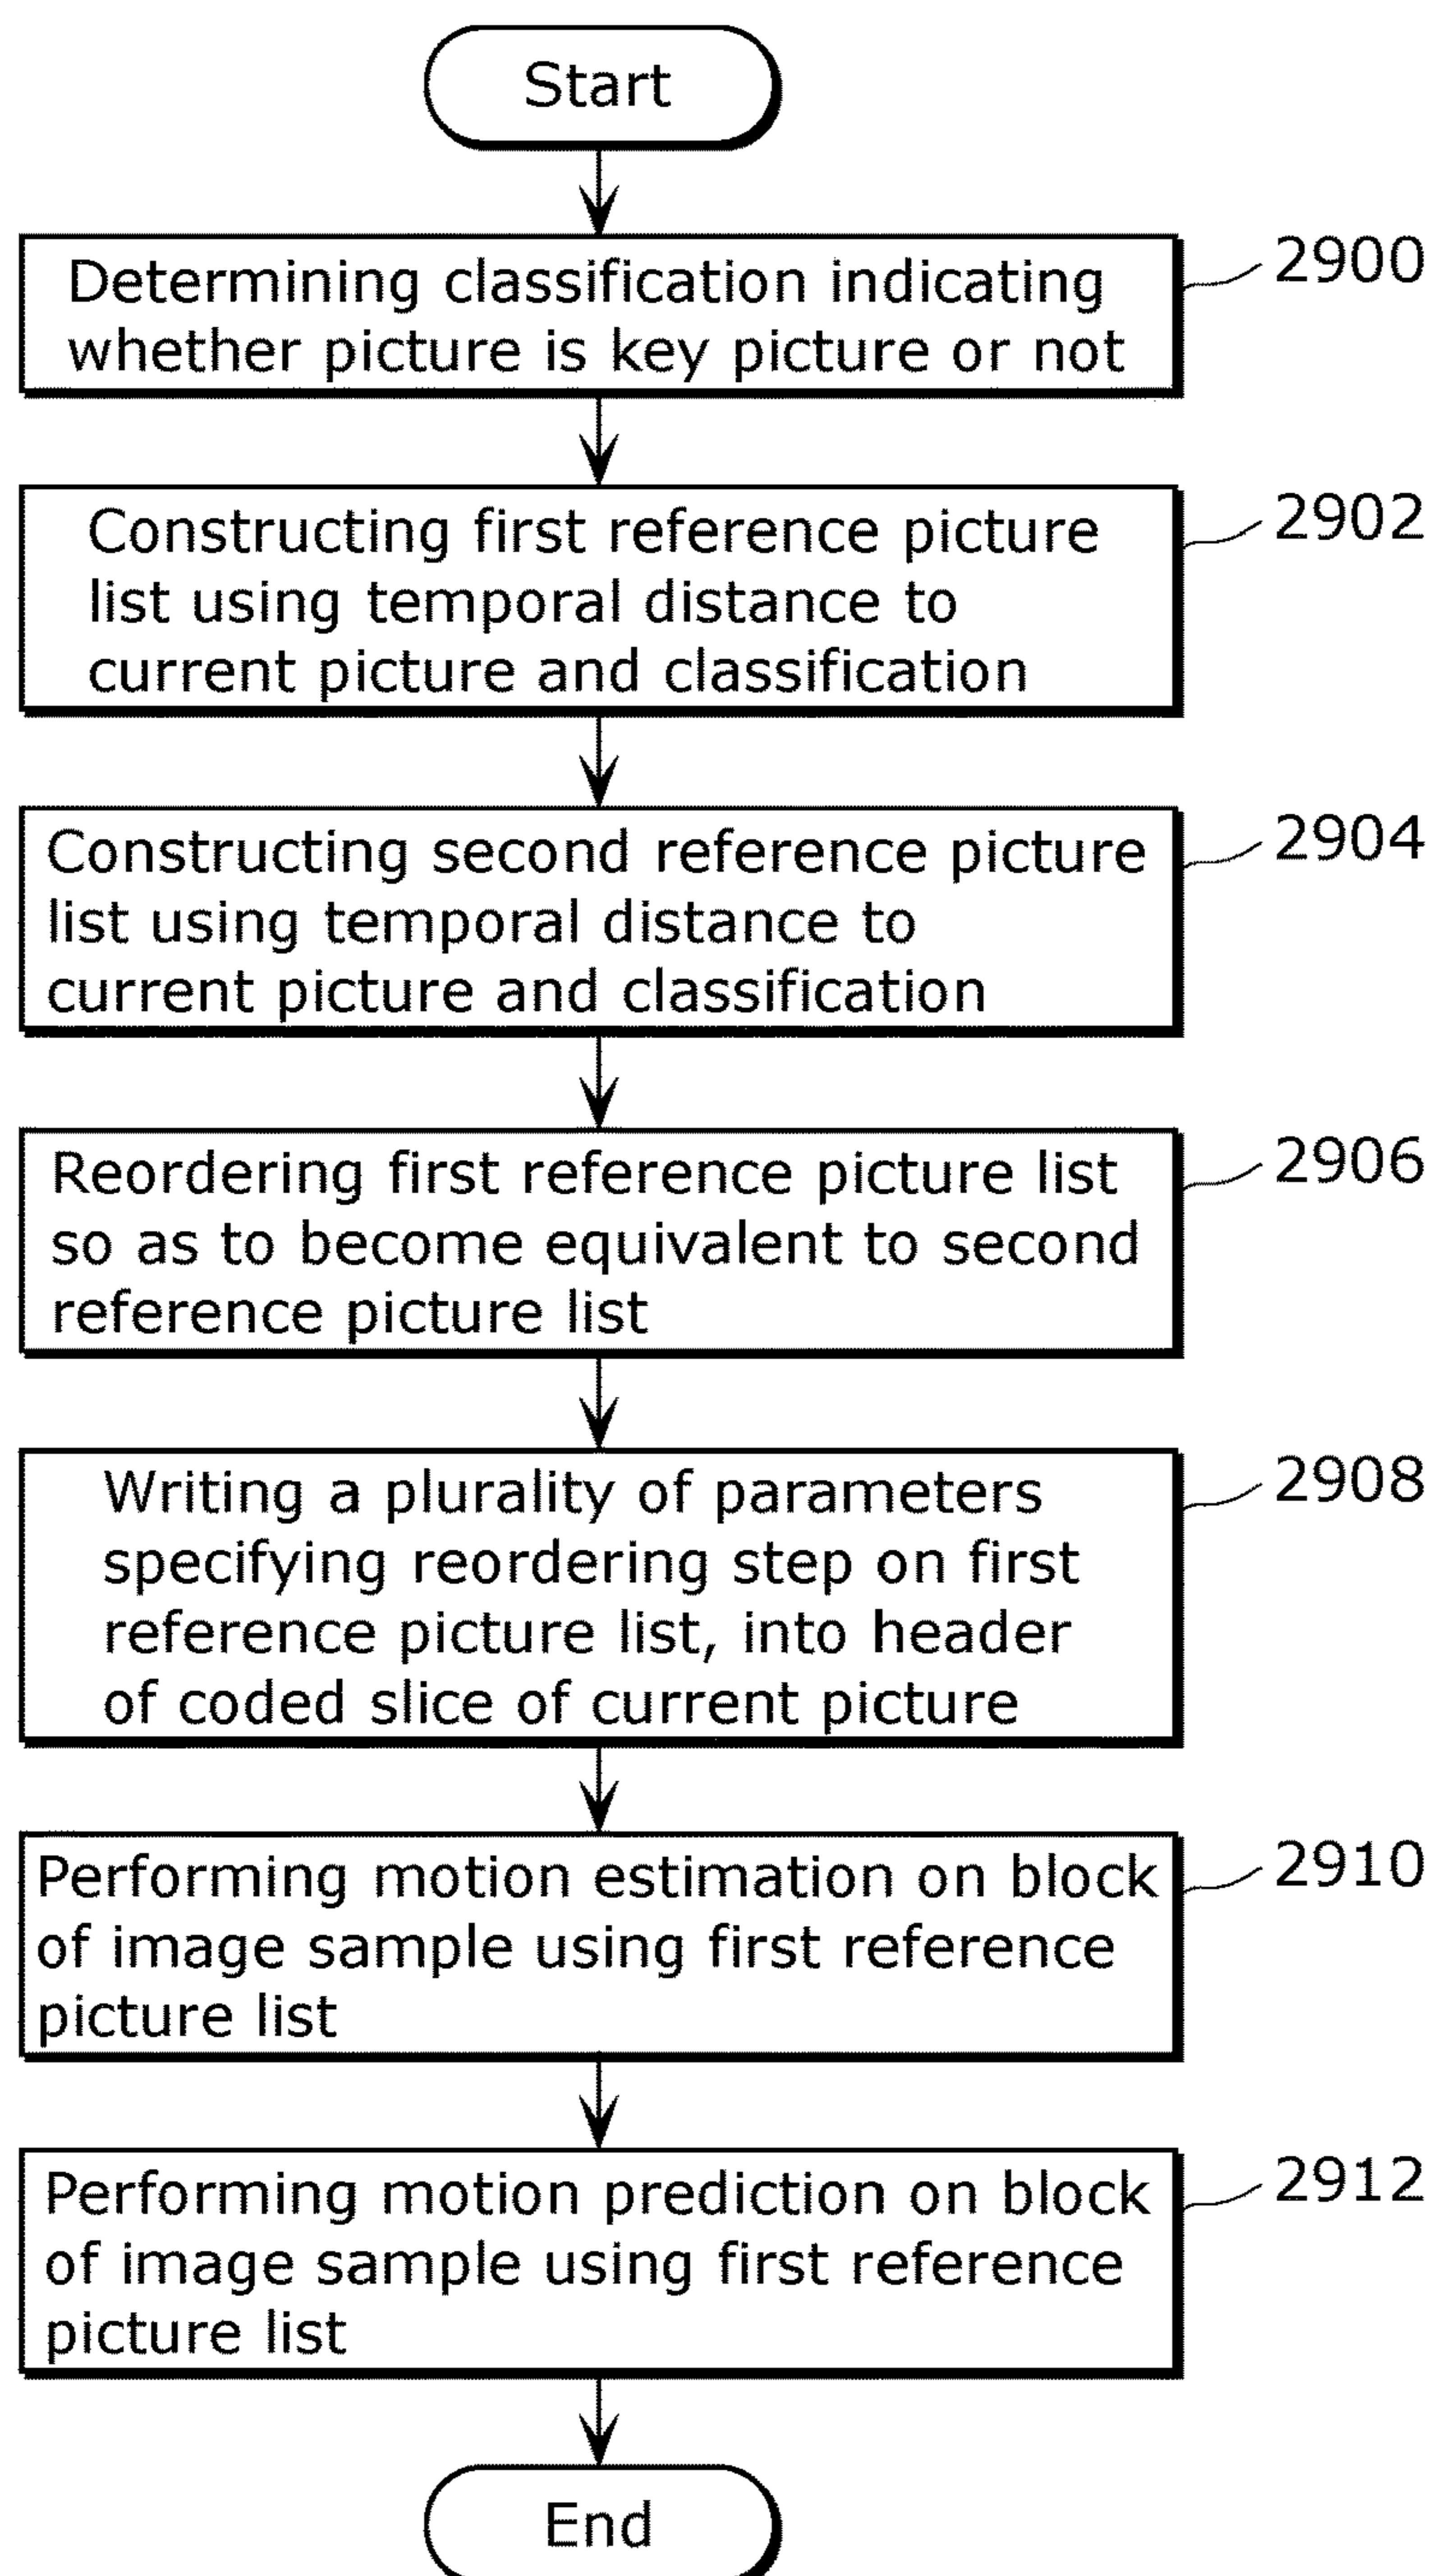 Start
Determining classification indicating
whether picture is key picture or not
2900
Constructing first reference picture
list using temporal distance to
current picture and classification
2902
Constructing second reference picture
list using temporal distance to
current picture and classification
2904
Reordering first reference picture list
so as to become equivalent to second
reference picture list
2906
Writing a plurality of parameters
specifying reordering step on first
reference picture list, into header
of coded slice of current picture
2908
Performing motion estimation on block
of image sample using first reference
picture list
2910
Performing motion prediction on block
of image sample using first reference
picture list
2912
End